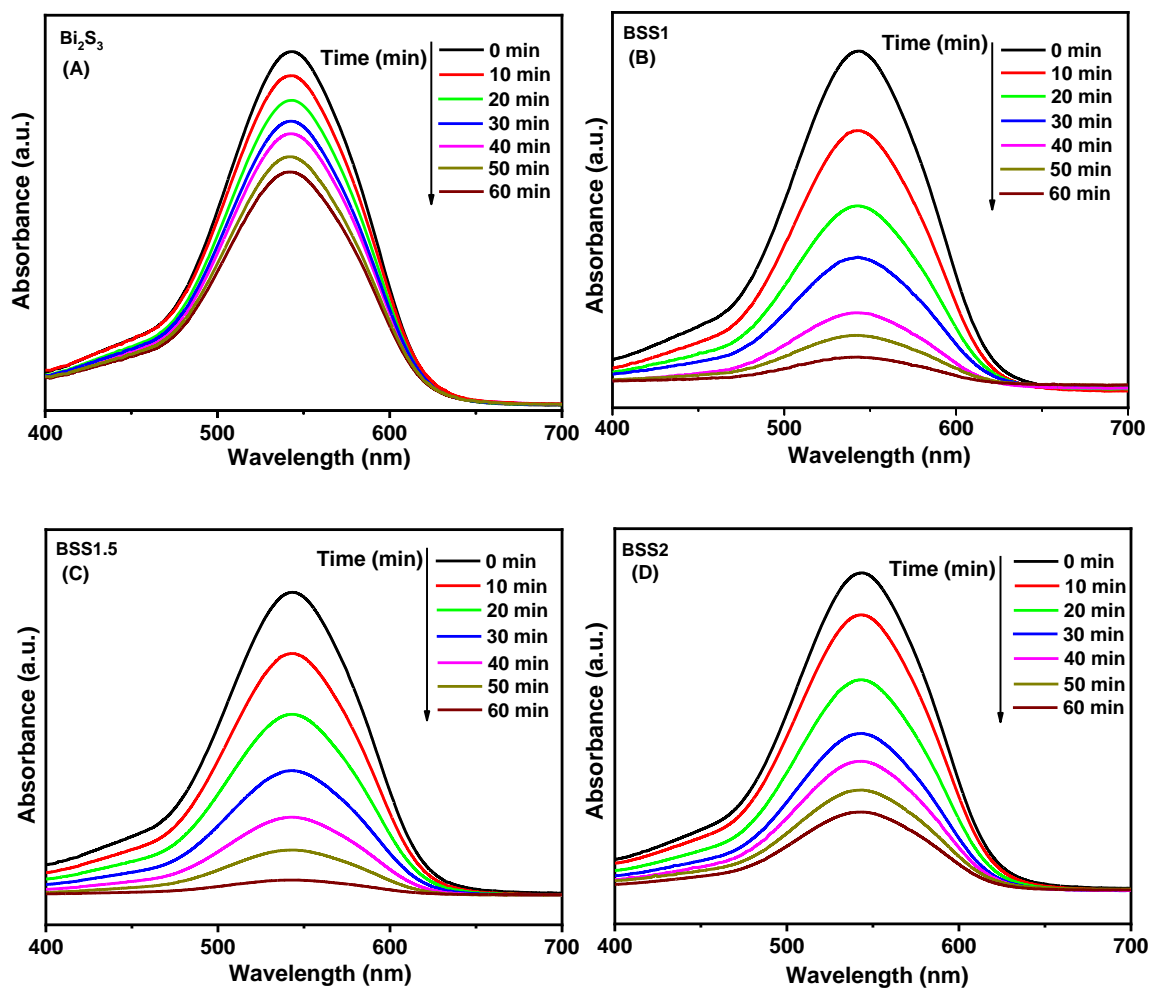 Bi₂S₃
(A)
Time (min)
0 min
10 min
20 min
30 min
40 min
50 min
60 min
Absorbance (a.u.)
400
500
600
700
Wavelength (nm)
BSS1
(B)
Time (min)
0 min
10 min
20 min
30 min
40 min
50 min
60 min
Absorbance (a.u.)
400
500
600
700
Wavelength (nm)
BSS1.5
(C)
Time (min)
0 min
10 min
20 min
30 min
40 min
50 min
60 min
Absorbance (a.u.)
400
500
600
700
Wavelength (nm)
BSS2
(D)
Time (min)
0 min
10 min
20 min
30 min
40 min
50 min
60 min
Absorbance (a.u.)
400
500
600
700
Wavelength (nm)